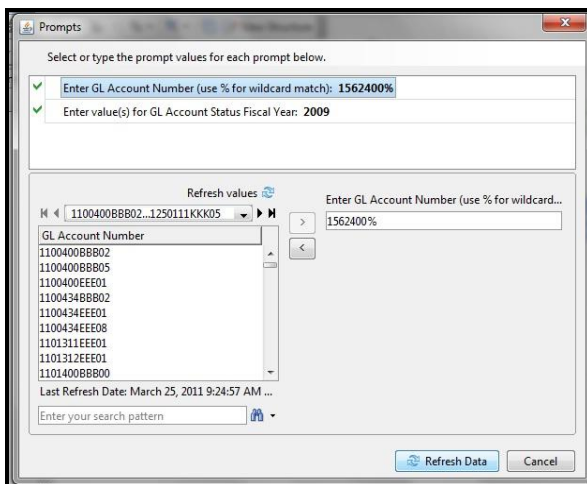 Prompts
Select or type the prompt values for each prompt below.
Enter GL Account Number (use % for wildcard match): 1562400%
Enter value(s) for GL Account Status Fiscal Year: 2009
Refresh values
1100400BBB02...1250111KKK05
GL Account Number
1100400BBB02
1100400BBB05
1100400EEE01
1100434BBB02
1100434EEE01
1100434EEE08
1101311EEE01
1101312EEE01
1101400BBB00
Last Refresh Date: March 25, 2011 9:24:57 AM ...
Enter your search pattern
Enter GL Account Number (use % for wildcard...
1562400%
>
<
Refresh Data
Cancel